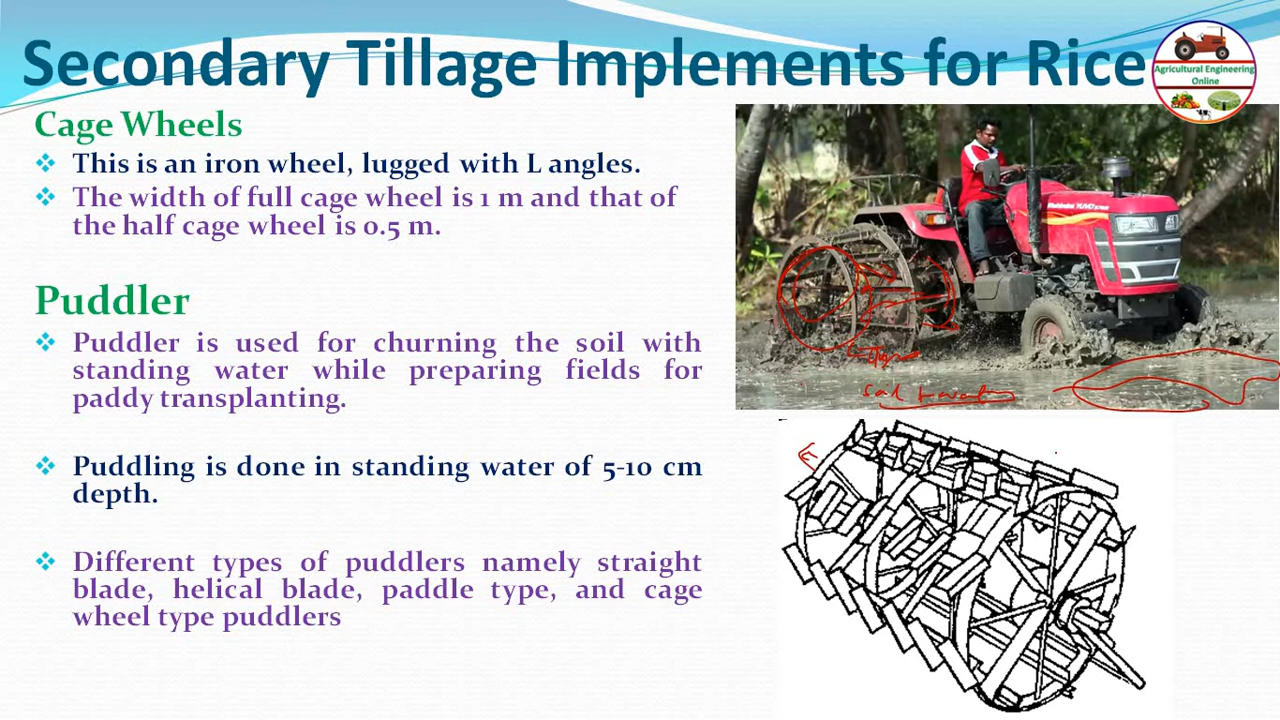 Secondary Tillage Implements for Rice
Agricultural Engineering
Online
Cage Wheels
This is an iron wheel, lugged with L angles.
The width of full cage wheel is 1 m and that of
the half cage wheel is 0.5 m.
Puddler
Puddler is used for churning the soil with
standing water while preparing fields for
paddy transplanting.
Puddling is done in standing water of 5-10 cm
depth.
Different types of puddlers namely straight
blade, helical blade, paddle type, and cage
wheel type puddlers